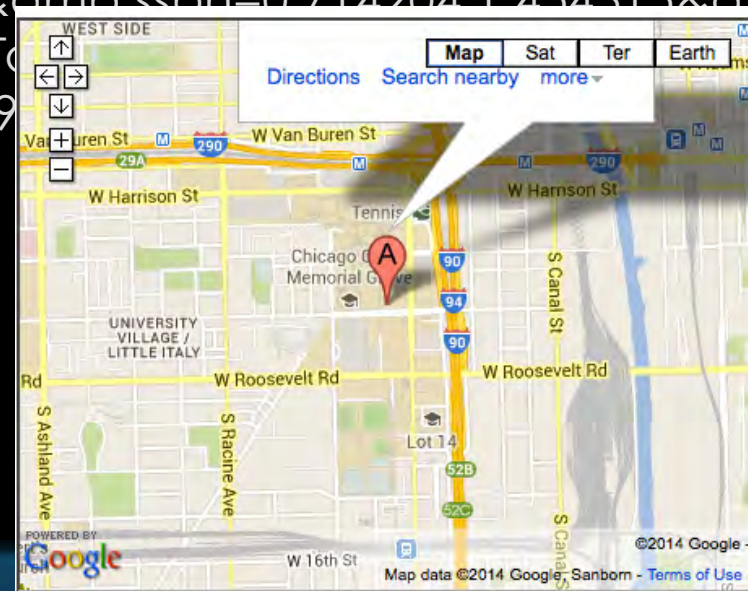 WEST SIDE
Map Sat Ter Earth
Directions Search nearby more
Van Buren St
W Van Buren St
290
29A
290
W Harrison St
W Harrison St
Tennis
Chicago
Memorial Grove
A
90
94
90
S Canal St
UNIVERSITY
VILLAGE /
LITTLE ITALY
Rd
W Roosevelt Rd
W Roosevelt Rd
S Ashland Ave
S Racine Ave
Lot 14
52B
52C
S Canal S
POWERED BY
Google
W 16th St
©2014 Google -
Map data ©2014 Google, Sanborn - Terms of Use